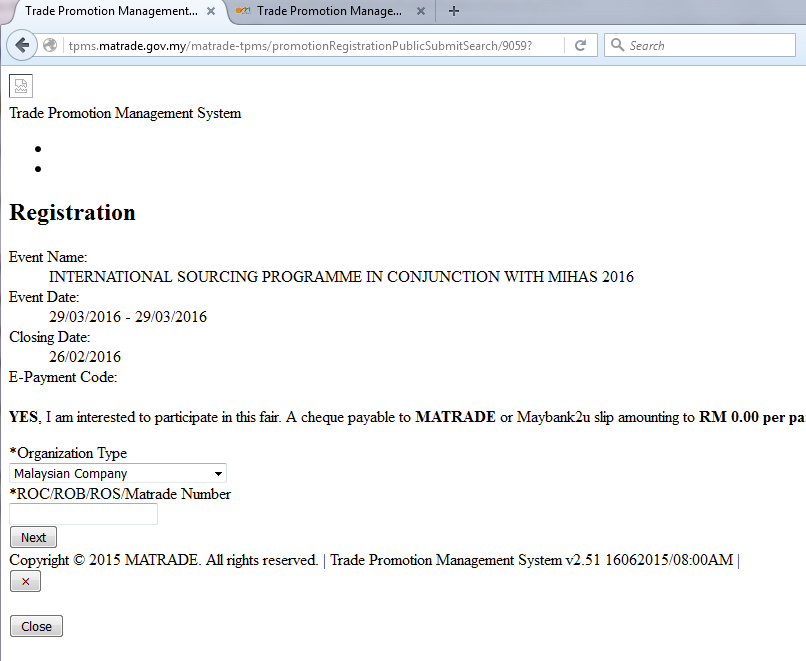 Trade Promotion Management... × Trade Promotion Manage... × +
tpms.matrade.gov.my/matrade-tpms/promotionRegistrationPublicSubmitSearch/9059? Search
Trade Promotion Management System
Registration
Event Name:
INTERNATIONAL SOURCING PROGRAMME IN CONJUNCTION WITH MIHAS 2016
Event Date:
29/03/2016 - 29/03/2016
Closing Date:
26/02/2016
E-Payment Code:
YES, I am interested to participate in this fair. A cheque payable to MATRADE or Maybank2u slip amounting to RM 0.00 per pa
*Organization Type
Malaysian Company
*ROC/ROB/ROS/Matrade Number
Next
Copyright © 2015 MATRADE. All rights reserved. | Trade Promotion Management System v2.51 16062015/08:00AM |
×
Close